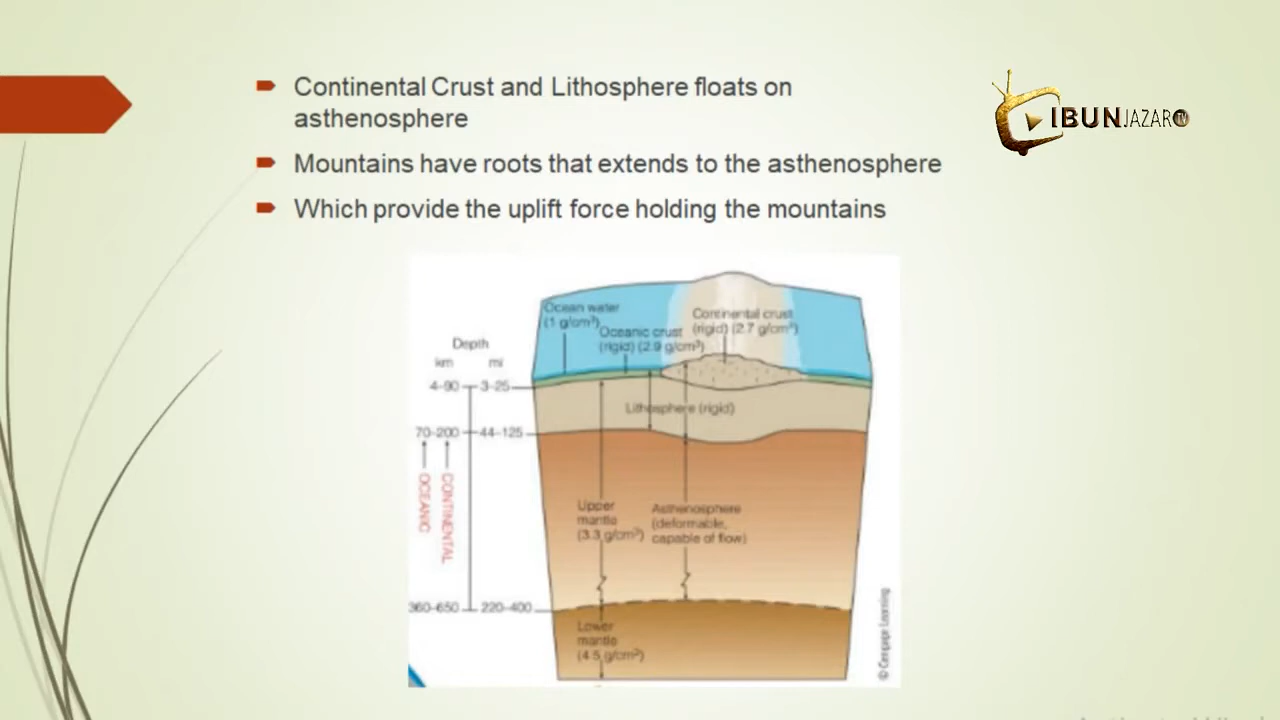 Continental Crust and Lithosphere floats on
asthenosphere
Mountains have roots that extends to the asthenosphere
Which provide the uplift force holding the mountains
IBUNJAZAR TV
Ocean water
(1 g/cm³)
Oceanic crust
(rigid) (2.9 g/cm³)
Continental crust
(rigid) (2.7 g/cm³)
Depth
km mi
4–90 3–25
Lithosphere (rigid)
70–200 44–125
OCEANIC
CONTINENTAL
Upper
mantle
(3.3 g/cm³)
Asthenosphere
(deformable,
capable of flow)
360–650 220–400
Lower
mantle
(4.5 g/cm³)
© Cengage Learning